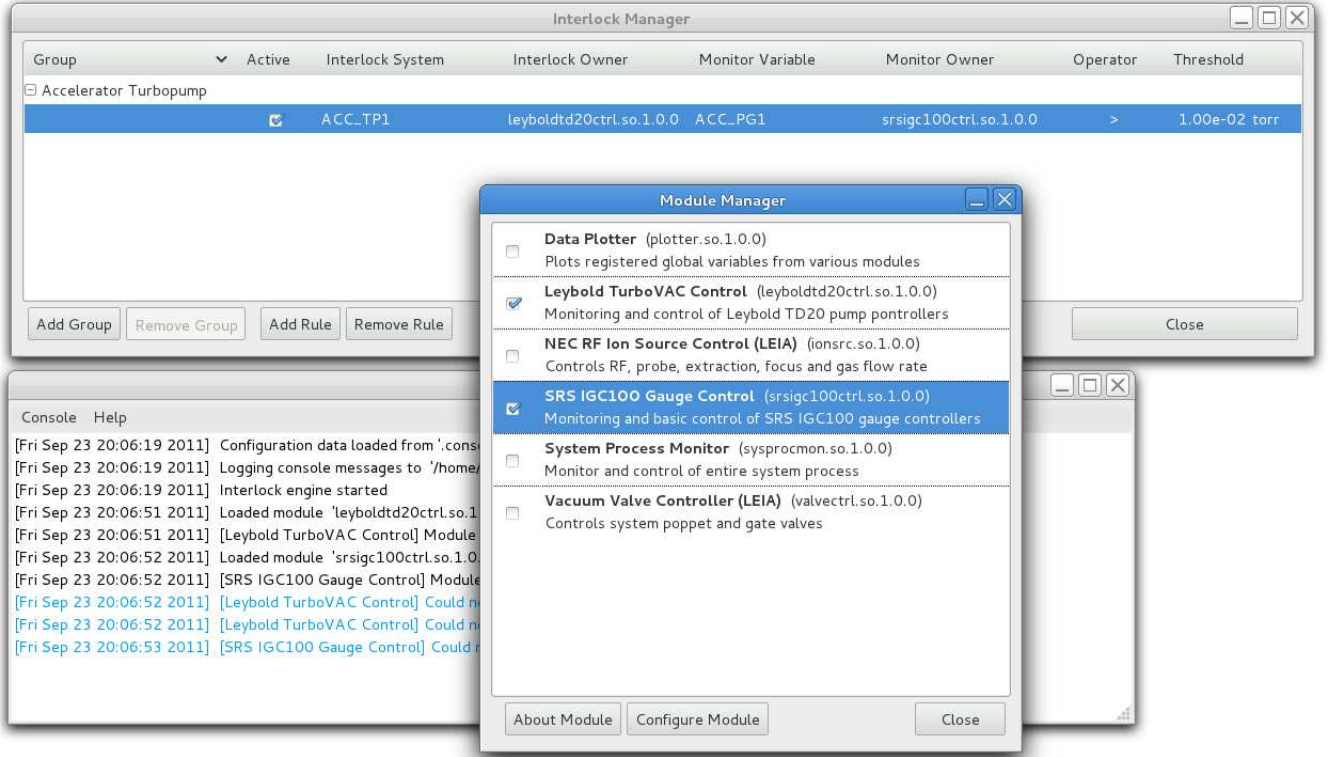 Interlock Manager
Group Active Interlock System Interlock Owner Monitor Variable Monitor Owner Operator Threshold
Accelerator Turbopump
ACC_TP1 leyboldtd20ctrl.so.1.0.0 ACC_PG1 srsigc100ctrl.so.1.0.0 > 1.00e-02 torr
Add Group Remove Group Add Rule Remove Rule Close
Module Manager
Data Plotter (plotter.so.1.0.0)
Plots registered global variables from various modules
Leybold TurboVAC Control (leyboldtd20ctrl.so.1.0.0)
Monitoring and control of Leybold TD20 pump pontrollers
NEC RF Ion Source Control (LEIA) (ionsrc.so.1.0.0)
Controls RF, probe, extraction, focus and gas flow rate
SRS IGC100 Gauge Control (srsigc100ctrl.so.1.0.0)
Monitoring and basic control of SRS IGC100 gauge controllers
System Process Monitor (sysprocmon.so.1.0.0)
Monitor and control of entire system process
Vacuum Valve Controller (LEIA) (valvectrl.so.1.0.0)
Controls system poppet and gate valves
About Module Configure Module Close
Console Help
[Fri Sep 23 20:06:19 2011] Configuration data loaded from '.cons
[Fri Sep 23 20:06:19 2011] Logging console messages to '/home/
[Fri Sep 23 20:06:19 2011] Interlock engine started
[Fri Sep 23 20:06:51 2011] Loaded module 'leyboldtd20ctrl.so.1
[Fri Sep 23 20:06:51 2011] [Leybold TurboVAC Control] Module
[Fri Sep 23 20:06:52 2011] Loaded module 'srsigc100ctrl.so.1.0.
[Fri Sep 23 20:06:52 2011] [SRS IGC100 Gauge Control] Module
[Fri Sep 23 20:06:52 2011] [Leybold TurboVAC Control] Could n
[Fri Sep 23 20:06:52 2011] [Leybold TurboVAC Control] Could n
[Fri Sep 23 20:06:53 2011] [SRS IGC100 Gauge Control] Could